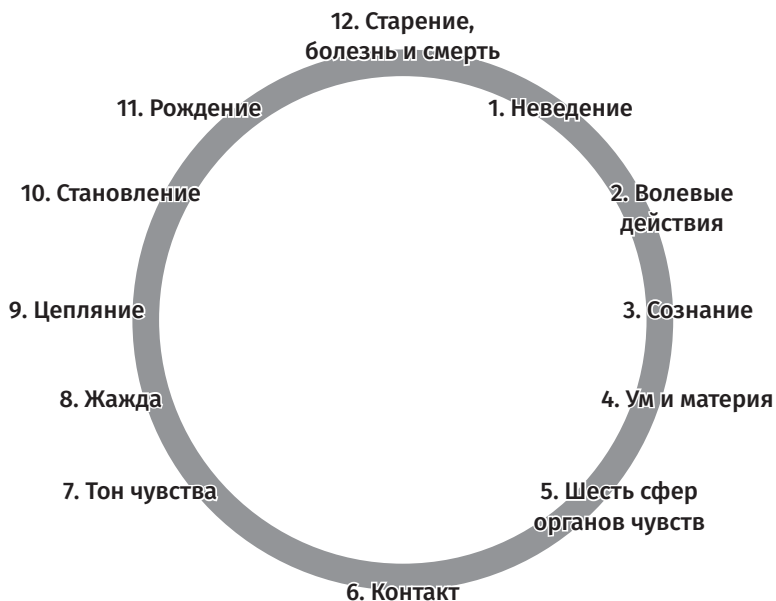 12. Старение,
болезнь и смерть
1. Неведение
2. Волевые
действия
3. Сознание
4. Ум и материя
5. Шесть сфер
органов чувств
6. Контакт
7. Тон чувства
8. Жажда
9. Цепляние
10. Становление
11. Рождение